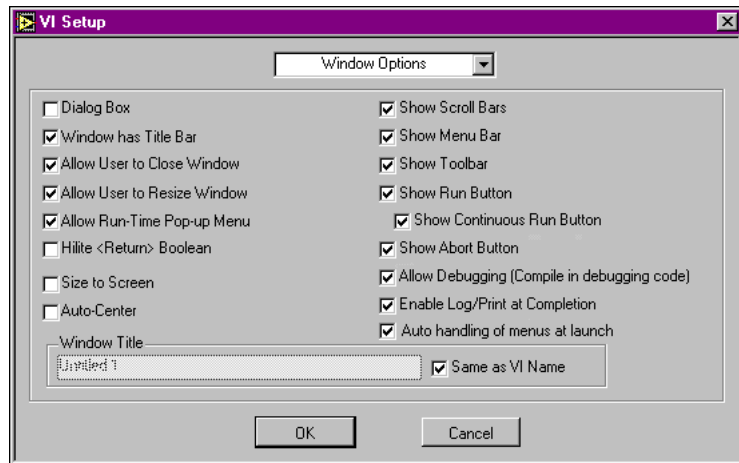 VI Setup
Window Options
Dialog Box
Window has Title Bar
Allow User to Close Window
Allow User to Resize Window
Allow Run-Time Pop-up Menu
Hilite <Return> Boolean
Size to Screen
Auto-Center
Show Scroll Bars
Show Menu Bar
Show Toolbar
Show Run Button
Show Continuous Run Button
Show Abort Button
Allow Debugging (Compile in debugging code)
Enable Log/Print at Completion
Auto handling of menus at launch
Window Title
Untitled 1
Same as VI Name
OK
Cancel